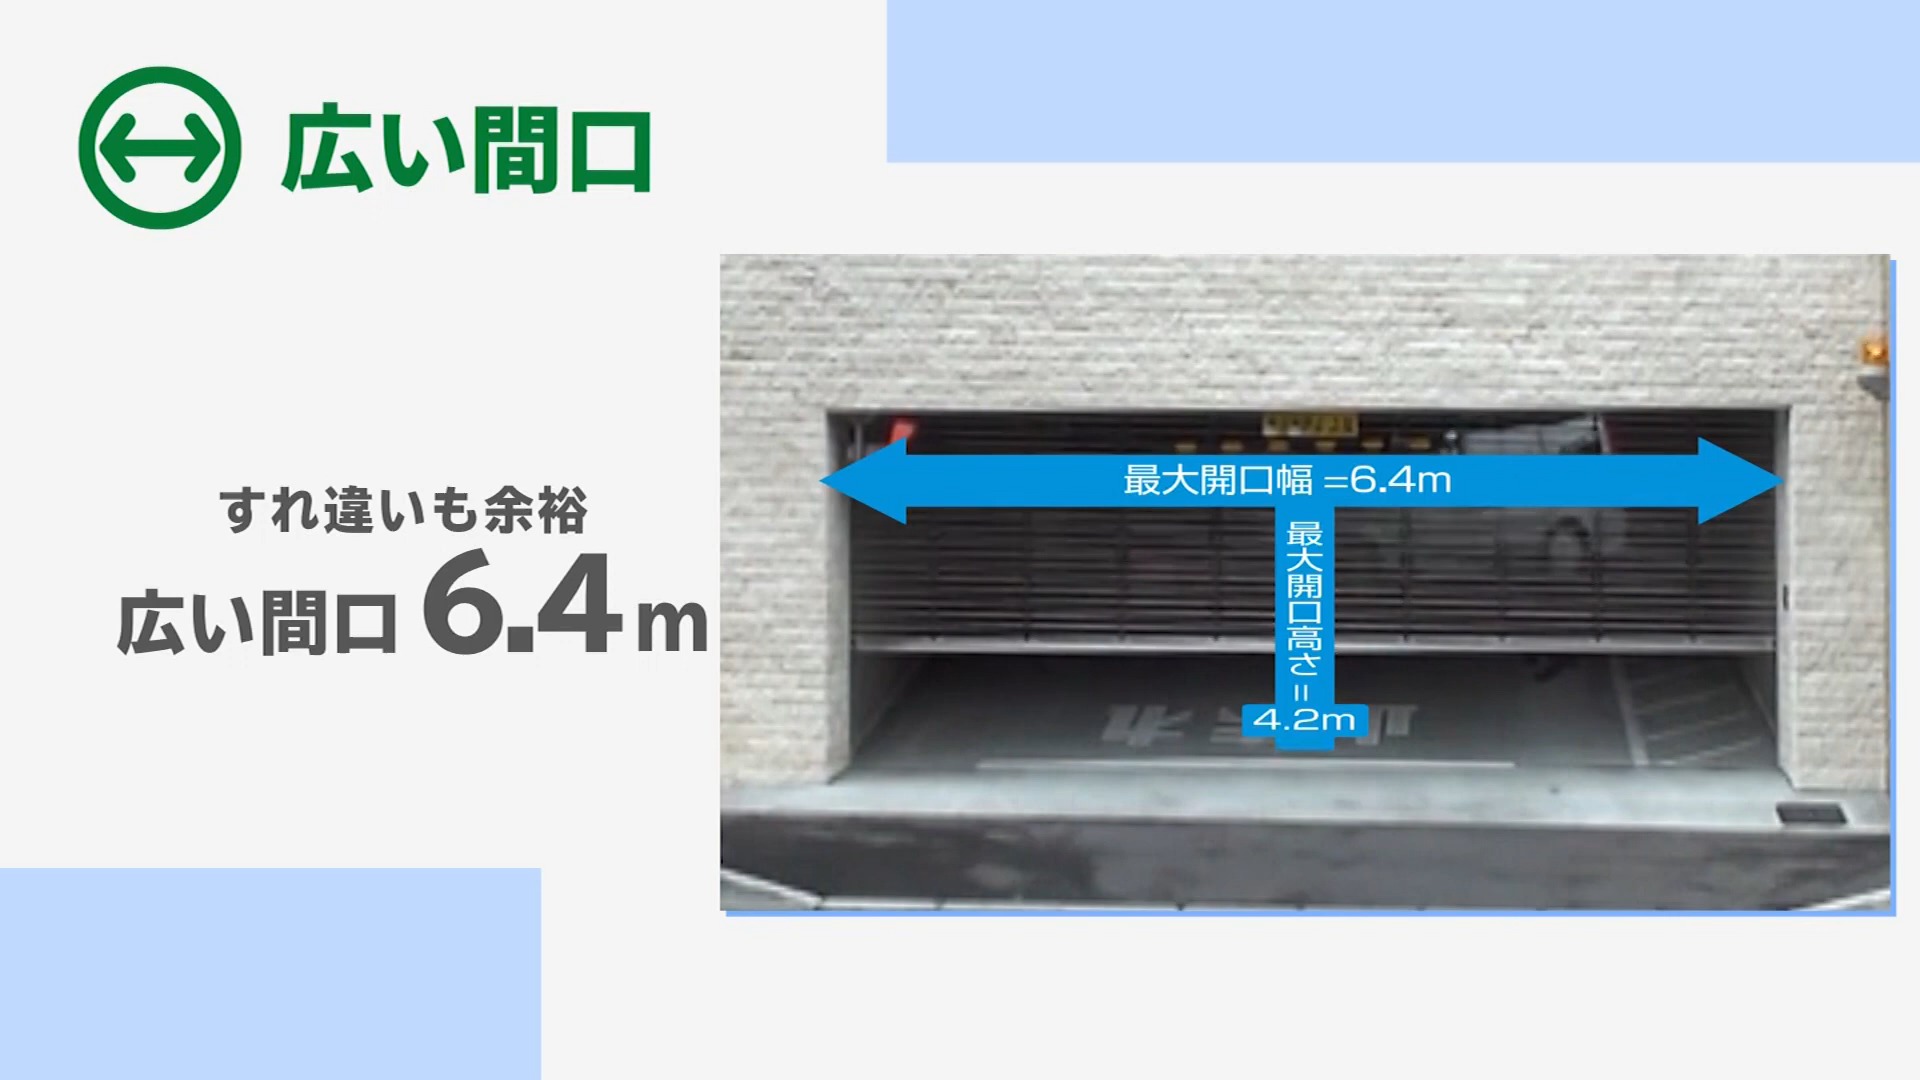 広い間口
すれ違いも余裕
広い間口 6.4m
最大開口幅 =6.4m
最大開口高さ=
4.2m